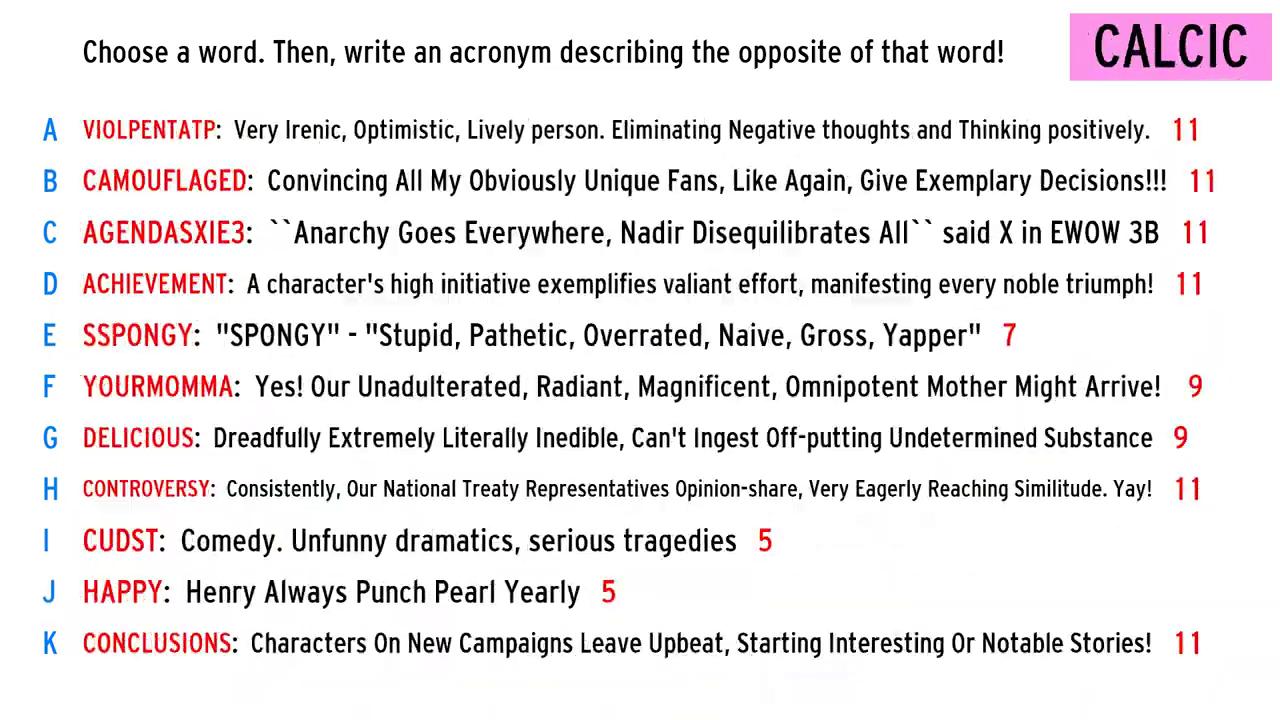 Choose a word. Then, write an acronym describing the opposite of that word!
CALCIC
A VIOLPENTATP: Very Irenic, Optimistic, Lively person. Eliminating Negative thoughts and Thinking positively. 11
B CAMOUFLAGED: Convincing All My Obviously Unique Fans, Like Again, Give Exemplary Decisions!!! 11
C AGENDASXIE3: ``Anarchy Goes Everywhere, Nadir Disequilibrates All`` said X in EWOW 3B 11
D ACHIEVEMENT: A character's high initiative exemplifies valiant effort, manifesting every noble triumph! 11
E SSPONGY: "SPONGY" - "Stupid, Pathetic, Overrated, Naive, Gross, Yapper" 7
F YOURMOMMA: Yes! Our Unadulterated, Radiant, Magnificent, Omnipotent Mother Might Arrive! 9
G DELICIOUS: Dreadfully Extremely Literally Inedible, Can't Ingest Off-putting Undetermined Substance 9
H CONTROVERSY: Consistently, Our National Treaty Representatives Opinion-share, Very Eagerly Reaching Similitude. Yay! 11
I CUDST: Comedy. Unfunny dramatics, serious tragedies 5
J HAPPY: Henry Always Punch Pearl Yearly 5
K CONCLUSIONS: Characters On New Campaigns Leave Upbeat, Starting Interesting Or Notable Stories! 11